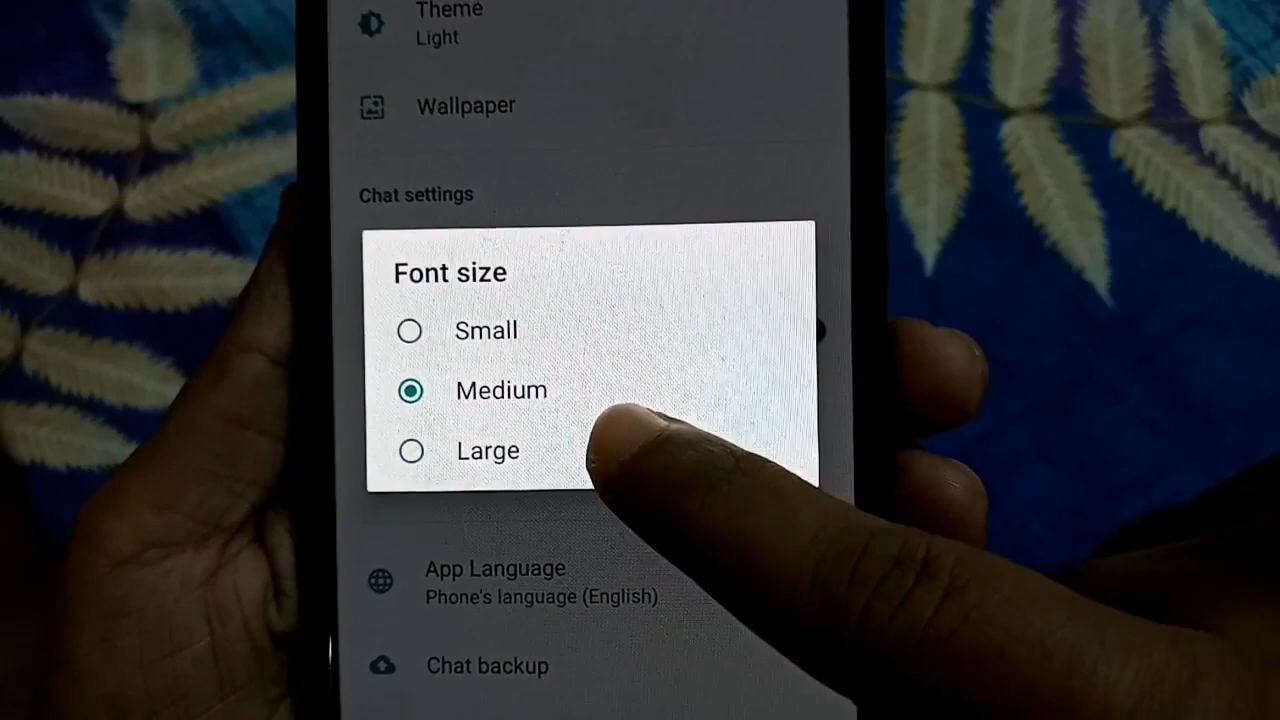 Theme
Light
Wallpaper
Chat settings
Font size
Small
Medium
Large
App Language
Phone's language (English)
Chat backup